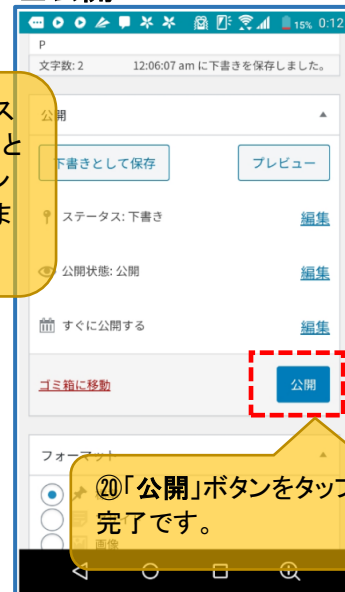 15% 0:12
P
文字数: 2 12:06:07 am に下書きを保存しました。
公開
ス
と
ン
ま
下書きとして保存 プレビュー
ステータス: 下書き 編集
公開状態: 公開 編集
すぐに公開する 編集
ゴミ箱に移動 公開
フォーマット
⑳「公開」ボタンをタップ
完了です。
画像